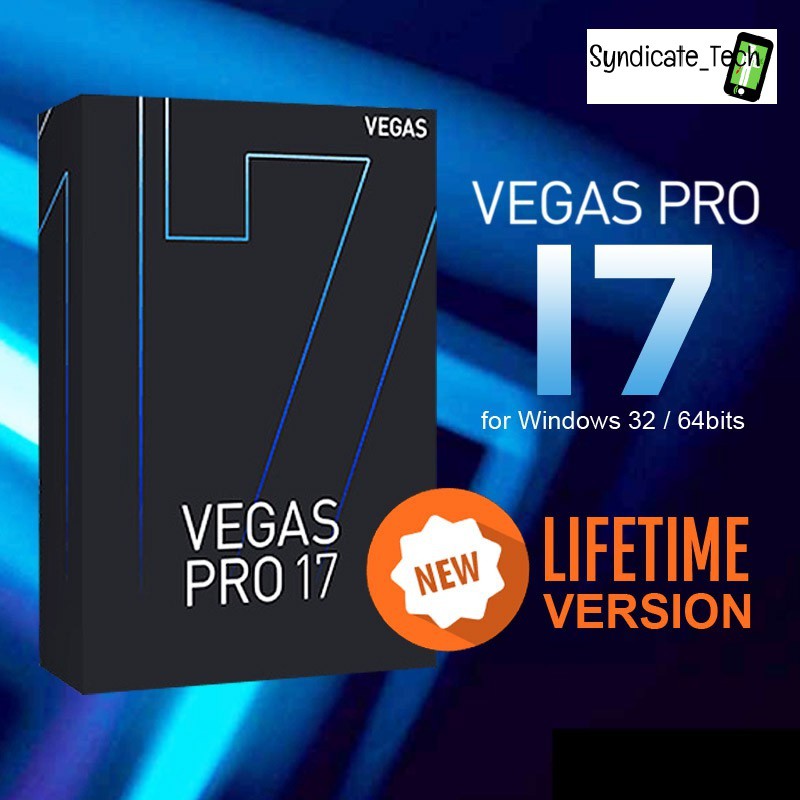 Syndicate_Tech
VEGAS
VEGAS PRO
17
for Windows 32 / 64bits
VEGAS
PRO 17
NEW
LIFETIME
VERSION